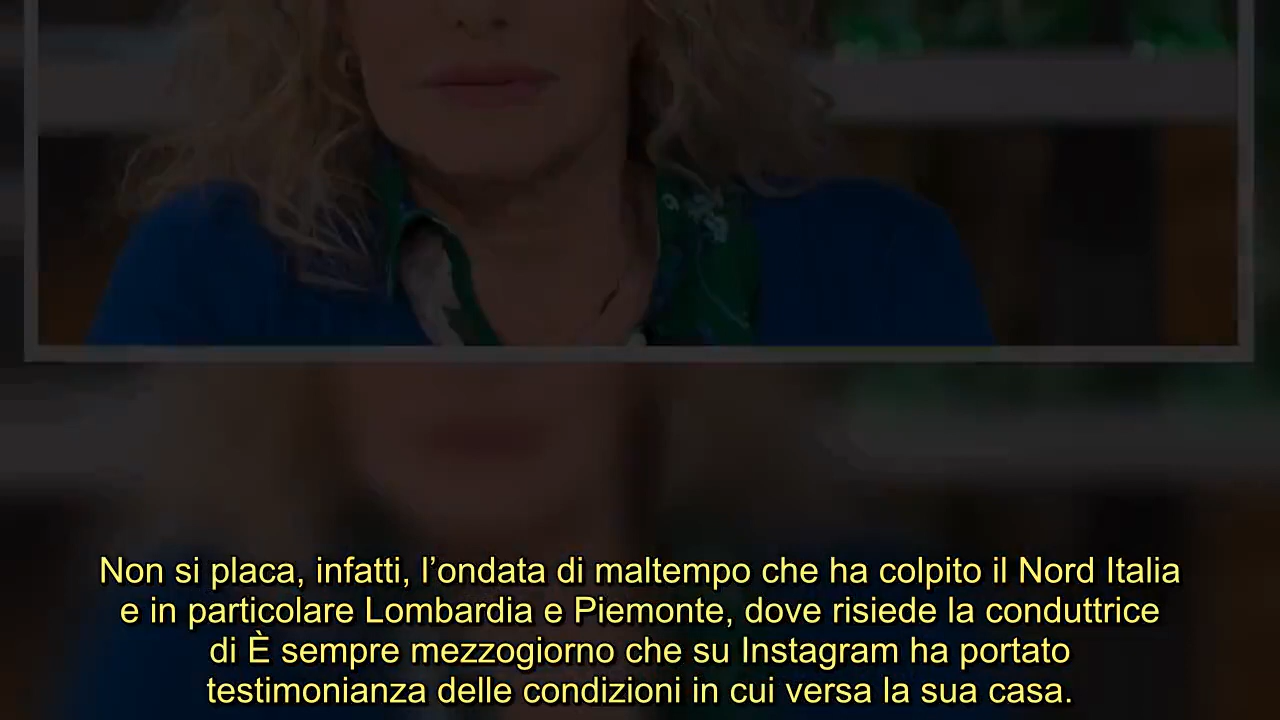 Non si placa, infatti, l’ondata di maltempo che ha colpito il Nord Italia
e in particolare Lombardia e Piemonte, dove risiede la conduttrice
di È sempre mezzogiorno che su Instagram ha portato
testimonianza delle condizioni in cui versa la sua casa.